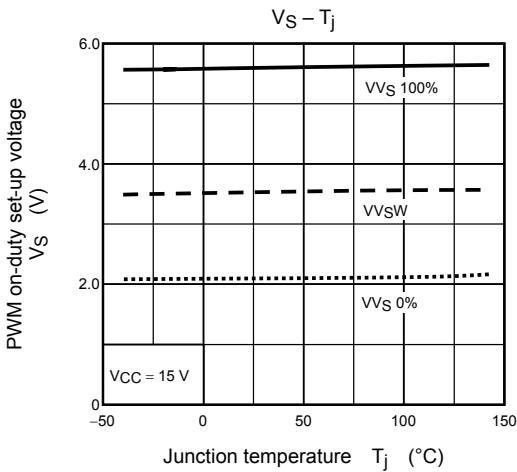 VS – Tj
6.0
4.0
2.0
0
VVS 100%
VVSW
VVS 0%
VCC = 15 V
–50
0
50
100
150
PWM on-duty set-up voltage
VS (V)
Junction temperature Tj (°C)